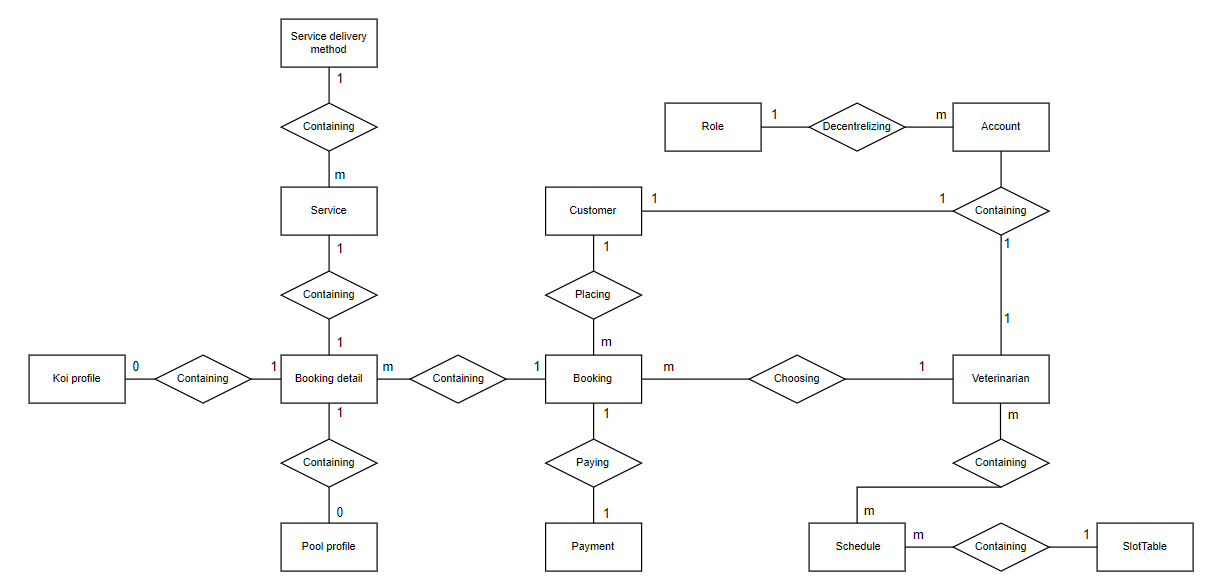 Service delivery
method
1
Containing
Role
1
Decentrelizing
m
Account
m
Service
Customer
1
1
Containing
1
1
1
Containing
Placing
1
1
m
Koi profile
0
Containing
1
Booking detail
m
Containing
1
Booking
m
Choosing
1
Veterinarian
1
1
m
Containing
Paying
Containing
0
1
m
Pool profile
Payment
Schedule
m
Containing
1
SlotTable